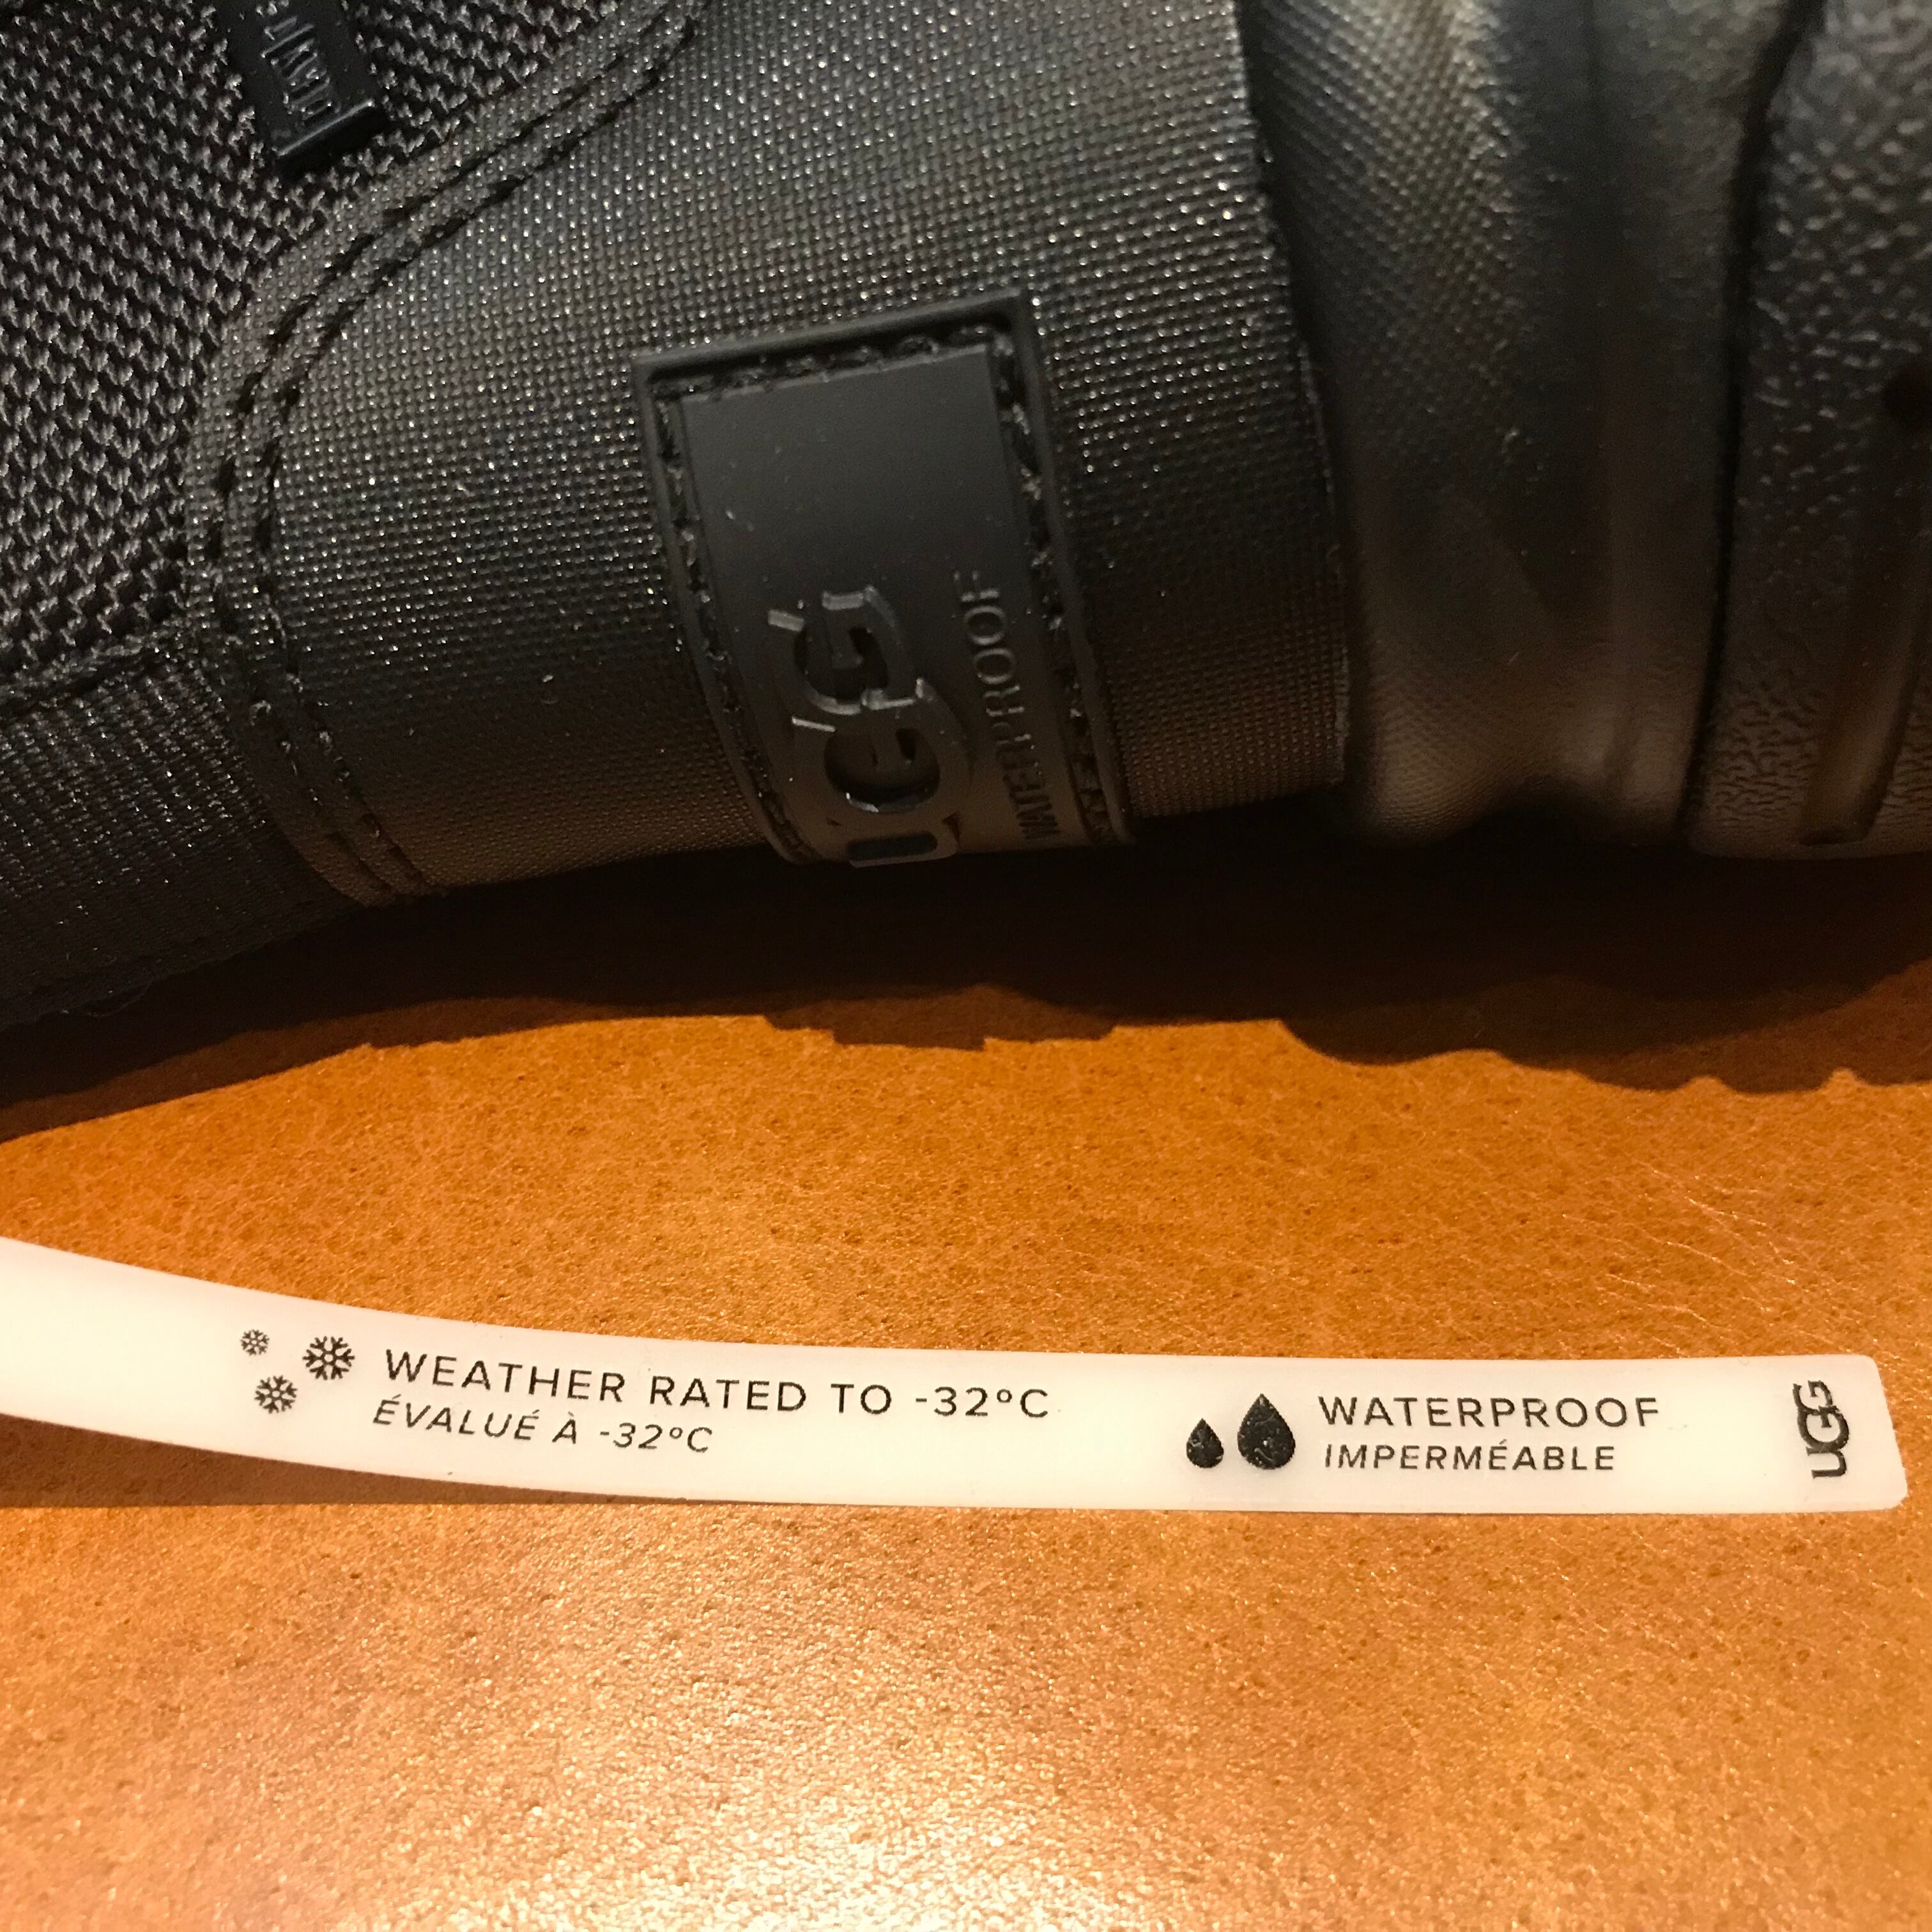 UGG
WATERPROOF
WEATHER RATED TO -32°C
ÉVALUÉ À -32°C
WATERPROOF
IMPERMÉABLE
UGG